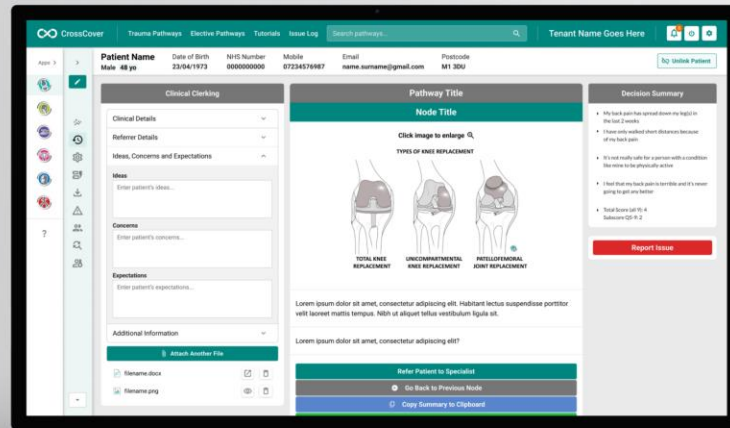 CrossCover
Trauma Pathways Elective Pathways Tutorials Issue Log
Search pathways...
Tenant Name Goes Here
Apps
Patient Name
Male 48 yo
Date of Birth
23/04/1973
NHS Number
0000000000
Mobile
07234576987
Email
name.surname@gmail.com
Postcode
M1 3DU
Unlink Patient
Clinical Clerking
Clinical Details
Referrer Details
Ideas, Concerns and Expectations
Ideas
Enter patient's ideas...
Concerns
Enter patient's concerns...
Expectations
Enter patient's expectations...
Additional Information
Attach Another File
filename.docx
filename.png
Pathway Title
Node Title
Click image to enlarge
TYPES OF KNEE REPLACEMENT
TOTAL KNEE
REPLACEMENT
UNICOMPARTMENTAL
KNEE REPLACEMENT
PATELLOFEMORAL
JOINT REPLACEMENT
Lorem ipsum dolor sit amet, consectetur adipiscing elit. Habitant lectus suspendisse porttitor
velit laoreet mattis tempus. Nibh ut aliquet tellus vestibulum ligula sit.
Lorem ipsum dolor sit amet, consectetur adipiscing elit?
Refer Patient to Specialist
Go Back to Previous Node
Copy Summary to Clipboard
Decision Summary
My back pain has spread down my leg(s) in
the last 2 weeks
I have only walked short distances because
of my back pain
It's not really safe for a person with a condition
like mine to be physically active
I feel that my back pain is terrible and it's never
going to get any better
Total Score (all 9): 4
Subscore Q5-9: 2
Report Issue
?